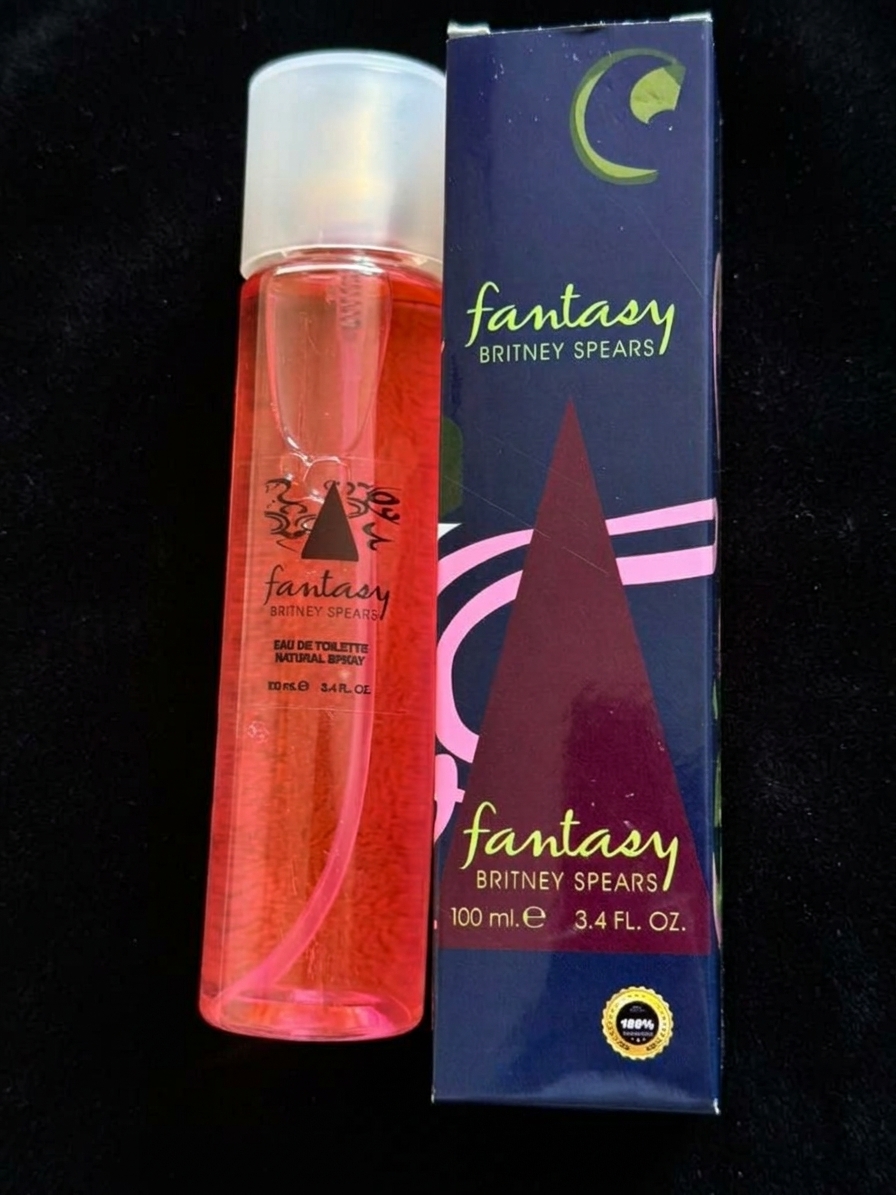 fantasy
BRITNEY SPEARS
EAU DE TOILETTE
NATURAL SPRAY
3.4 FL. OZ.
fantasy
BRITNEY SPEARS
fantasy
BRITNEY SPEARS
100 ml. ℮ 3.4 FL. OZ.
100%